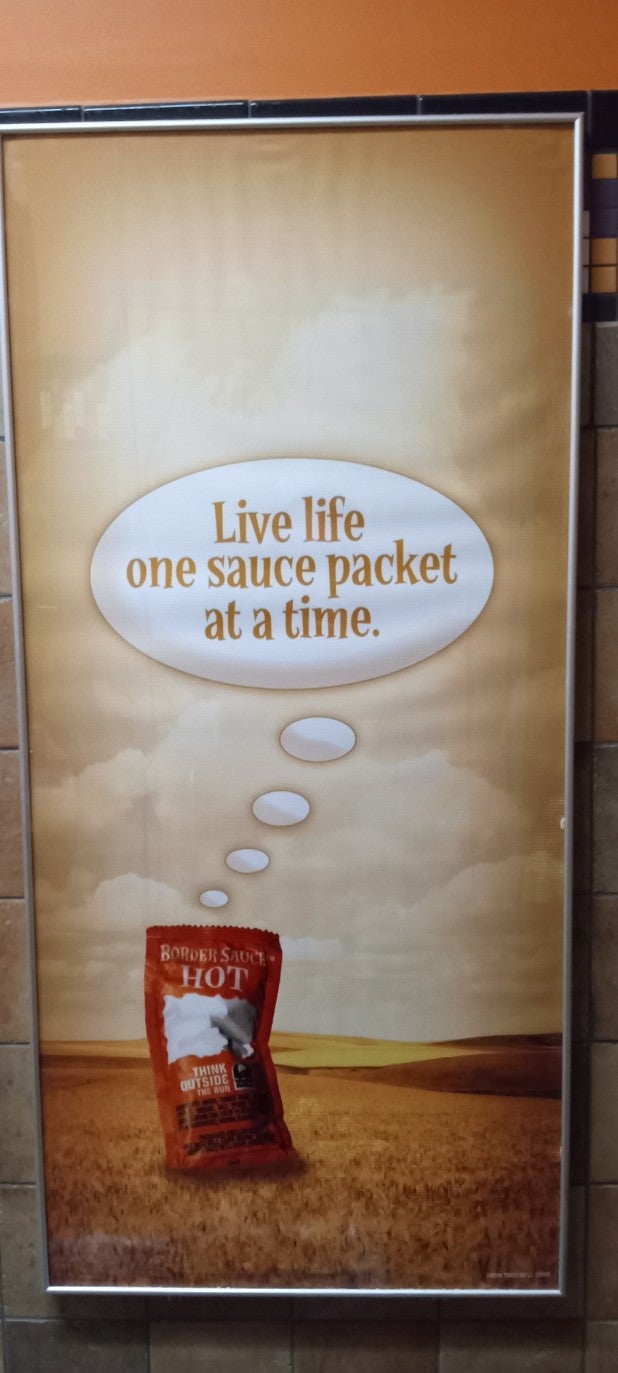 Live life
one sauce packet
at a time.
BORDER SAUCE
HOT
THINK
OUTSIDE
THE BUN